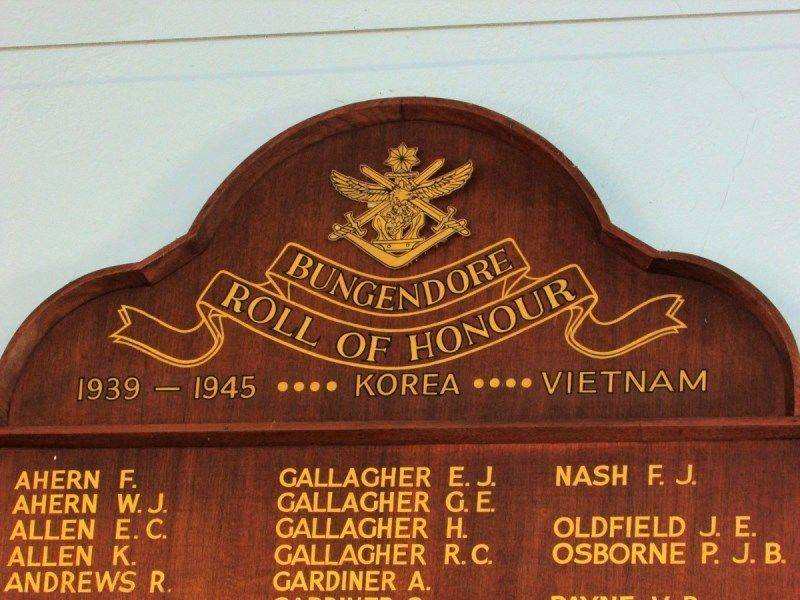 BUNGENDORE
ROLL OF HONOUR
1939 — 1945 •••• KOREA •••• VIETNAM
AHERN F.
AHERN W.J.
ALLEN E.C.
ALLEN K.
ANDREWS R.
GALLAGHER E.J.
GALLAGHER G.E.
GALLAGHER H.
GALLAGHER R.C.
GARDINER A.
NASH F.J.
OLDFIELD J.E.
OSBORNE P.J.B.